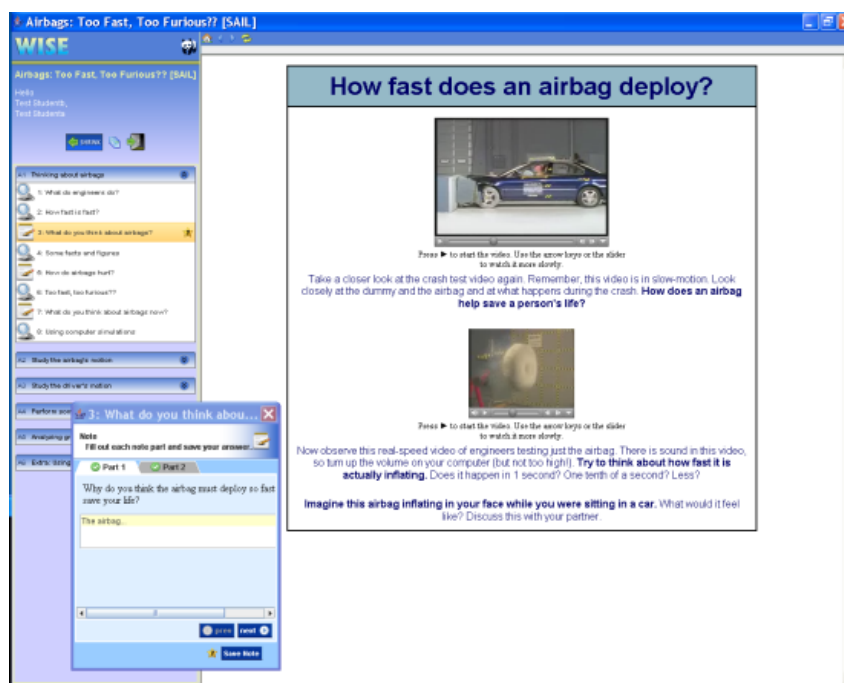 Airbags: Too Fast, Too Furious?? [SAIL]
WISE
Airbags: Too Fast, Too Furious?? [SAIL]
Hello
Test Students,
Test Students
A1 Thinking about airbags
1: What do engineers do?
2: How fast is fast?
3: What do you think about airbags?
4: Some facts and figures
5: How do airbags hurt?
6: Too fast, too furious??
7: What do you think about airbags now?
8: Using computer simulations
A2 Study the airbag's motion
A3 Study the driver's motion
A4 Perform
A5 Analyzing
A6 Extra:
How fast does an airbag deploy?
Press ► to start the video. Use the arrow keys or the slider
to watch it more slowly.
Take a closer look at the crash test video again. Remember, this video is in slow-motion. Look
closely at the dummy and the airbag and at what happens during the crash. How does an airbag
help save a person's life?
Press ► to start the video. Use the arrow keys or the slider
to watch it more slowly.
Now observe this real-speed video of engineers testing just the airbag. There is sound in this video,
so turn up the volume on your computer (but not too high!). Try to think about how fast it is
actually inflating. Does it happen in 1 second? One tenth of a second? Less?
Imagine this airbag inflating in your face while you were sitting in a car. What would it feel
like? Discuss this with your partner.
3: What do you think abou...
Note
Fill out each note part and save your answer.
Part 1
Part 2
Why do you think the airbag must deploy so fast
save your life?
The airbag...
prev
next
Save Note